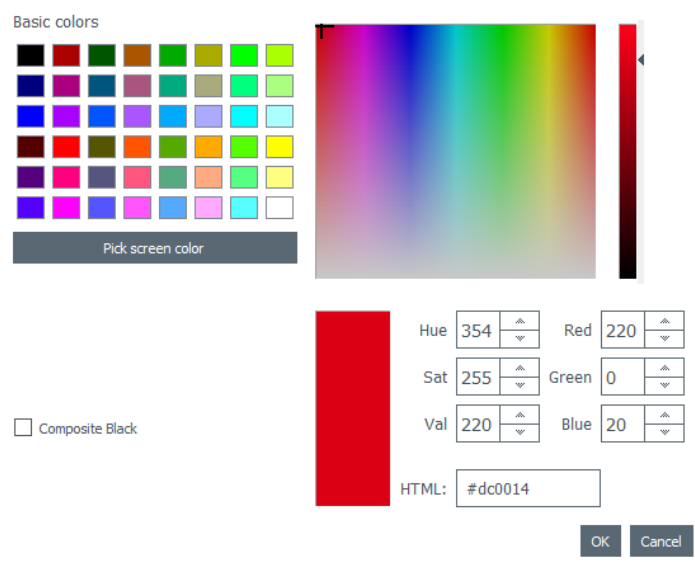 Basic colors
Pick screen color
Hue 354 Red 220
Sat 255 Green 0
Val 220 Blue 20
Composite Black
HTML: #dc0014
OK Cancel